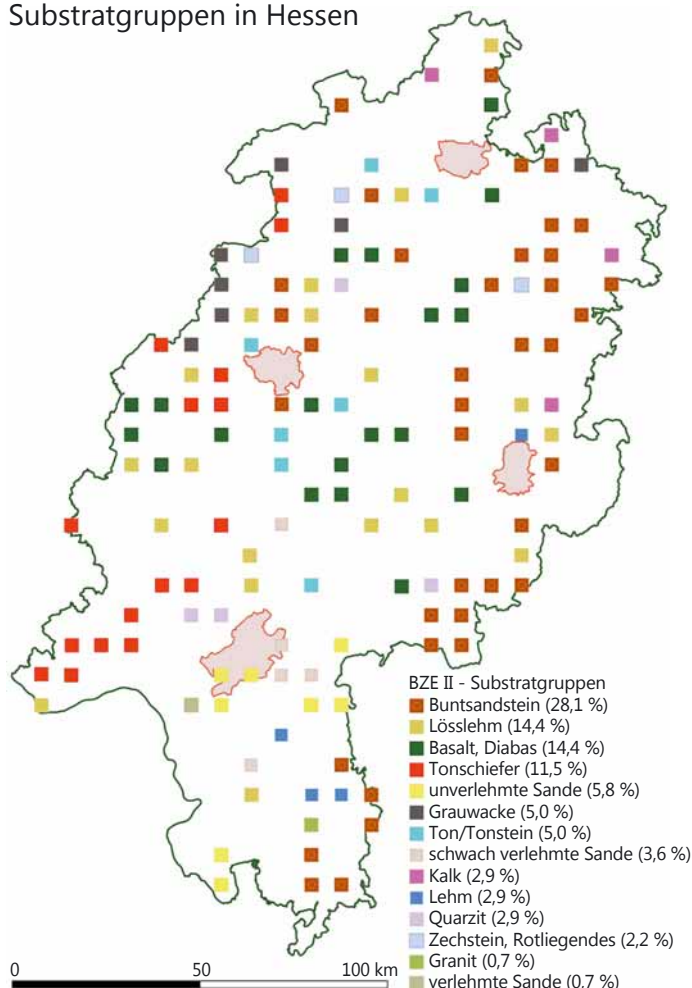 Substratgruppen in Hessen
BZE II - Substratgruppen
Buntsandstein (28,1 %)
Lösslehm (14,4 %)
Basalt, Diabas (14,4 %)
Tonschiefer (11,5 %)
unverlehmte Sande (5,8 %)
Grauwacke (5,0 %)
Ton/Tonstein (5,0 %)
schwach verlehmte Sande (3,6 %)
Kalk (2,9 %)
Lehm (2,9 %)
Quarzit (2,9 %)
Zechstein, Rotliegendes (2,2 %)
Granit (0,7 %)
verlehmte Sande (0,7 %)
0 50 100 km